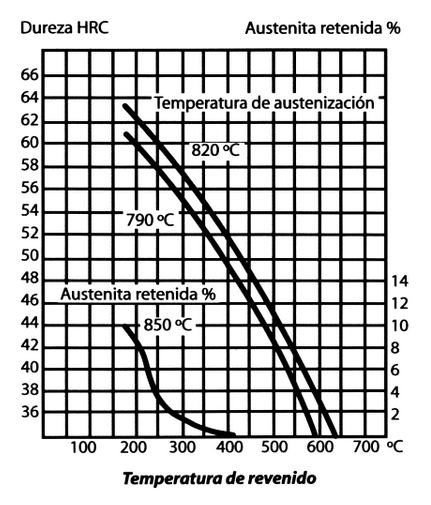 Dureza HRC
Austenita retenida %
66
64
Temperatura de austenización
62
60
820 ºC
58
56
54
790 ºC
52
50
48
14
Austenita retenida %
46
12
44
850 ºC
10
42
8
40
6
38
4
36
2
100 200 300 400 500 600 700 ºC
Temperatura de revenido